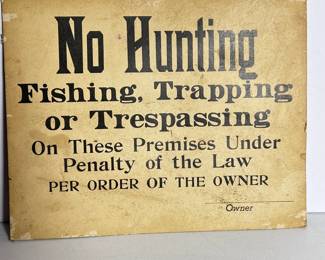 No Hunting
Fishing, Trapping
or Trespassing
On These Premises Under
Penalty of the Law
PER ORDER OF THE OWNER
Owner